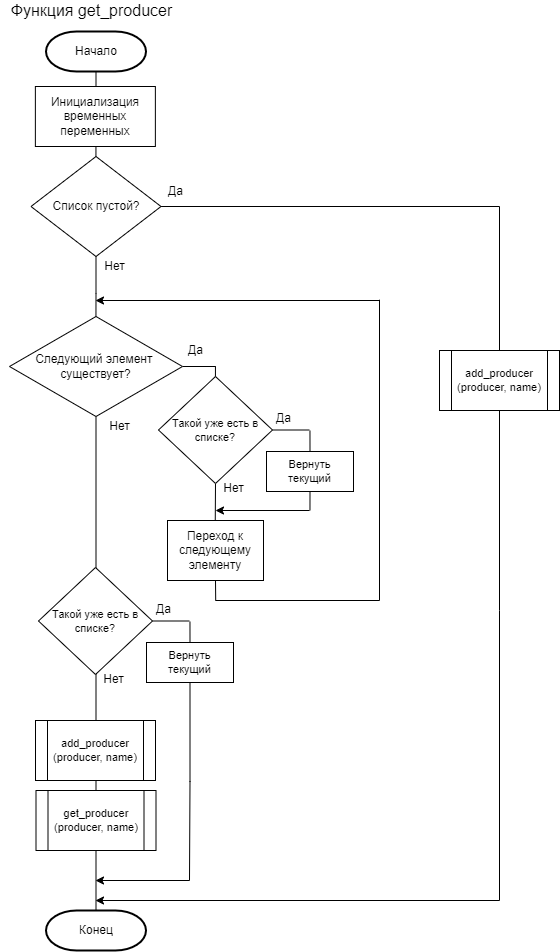 Функция get_producer
Начало
Инициализация
временных
переменных
Список пустой?
Да
Нет
Следующий элемент
существует?
Да
Нет
add_producer
(producer, name)
Такой уже есть в
списке?
Да
Нет
Вернуть
текущий
Переход к
следующему
элементу
Такой уже есть в
списке?
Да
Нет
Вернуть
текущий
add_producer
(producer, name)
get_producer
(producer, name)
Конец